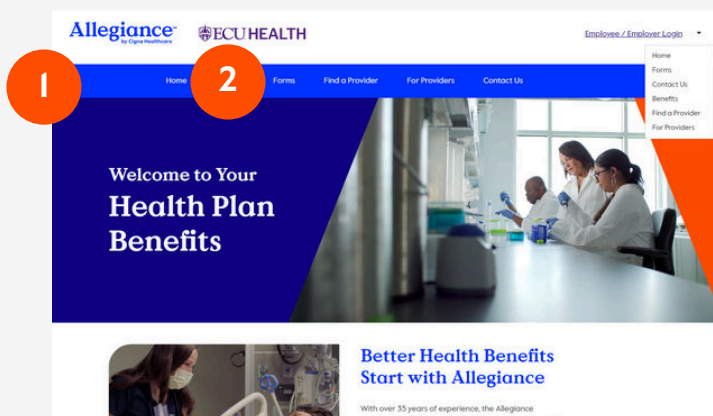 Allegiance
by Cigna Healthcare
ECU HEALTH
Employee / Employer Login
1
Home
2
Forms
Find a Provider
For Providers
Contact Us
Home
Forms
Contact Us
Benefits
Find a Provider
For Providers
Welcome to Your
Health Plan
Benefits
Better Health Benefits
Start with Allegiance
With over 35 years of experience, the Allegiance